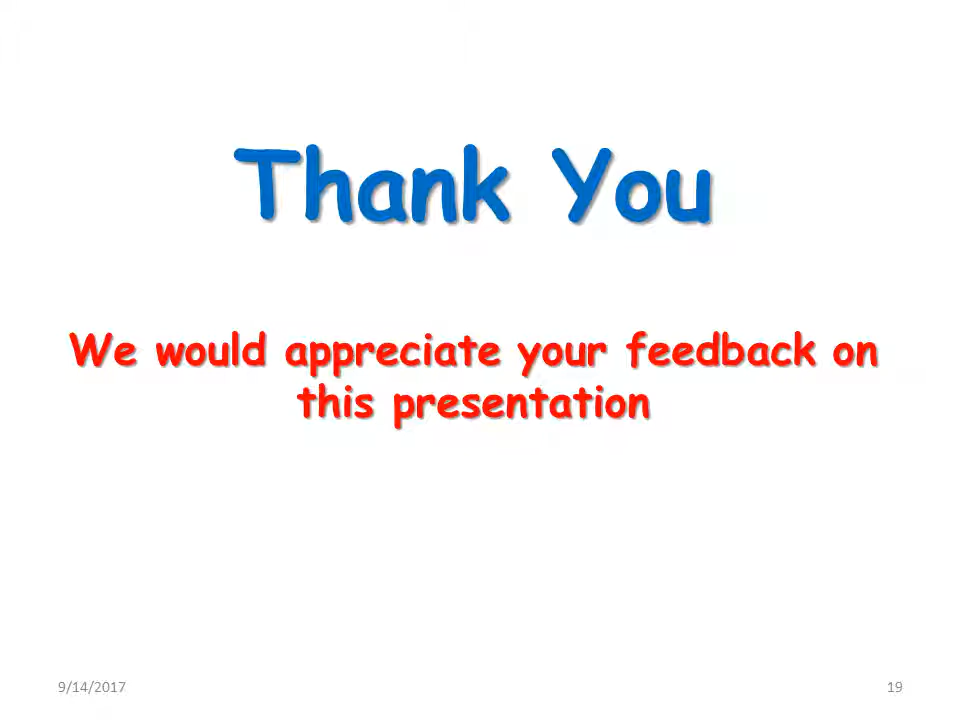 Thank You
We would appreciate your feedback on
this presentation
9/14/2017
19